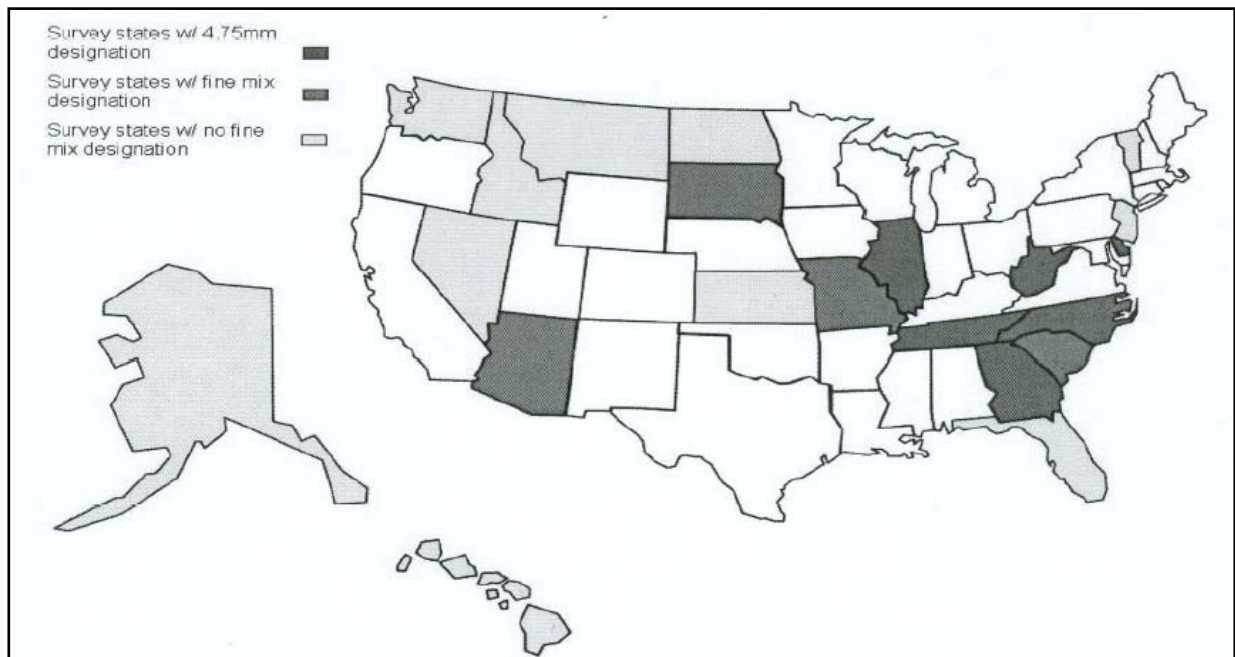 Survey states w/ 4.75mm
designation
Survey states w/ fine mix
designation
Survey states w/ no fine
mix designation